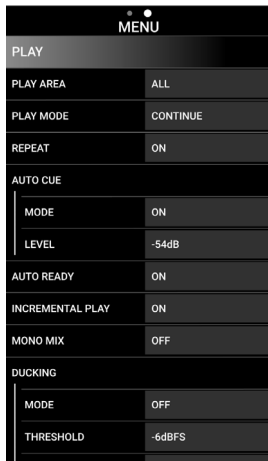 MENU
PLAY
PLAY AREA ALL
PLAY MODE CONTINUE
REPEAT ON
AUTO CUE
MODE ON
LEVEL -54dB
AUTO READY ON
INCREMENTAL PLAY ON
MONO MIX OFF
DUCKING
MODE OFF
THRESHOLD -6dBFS